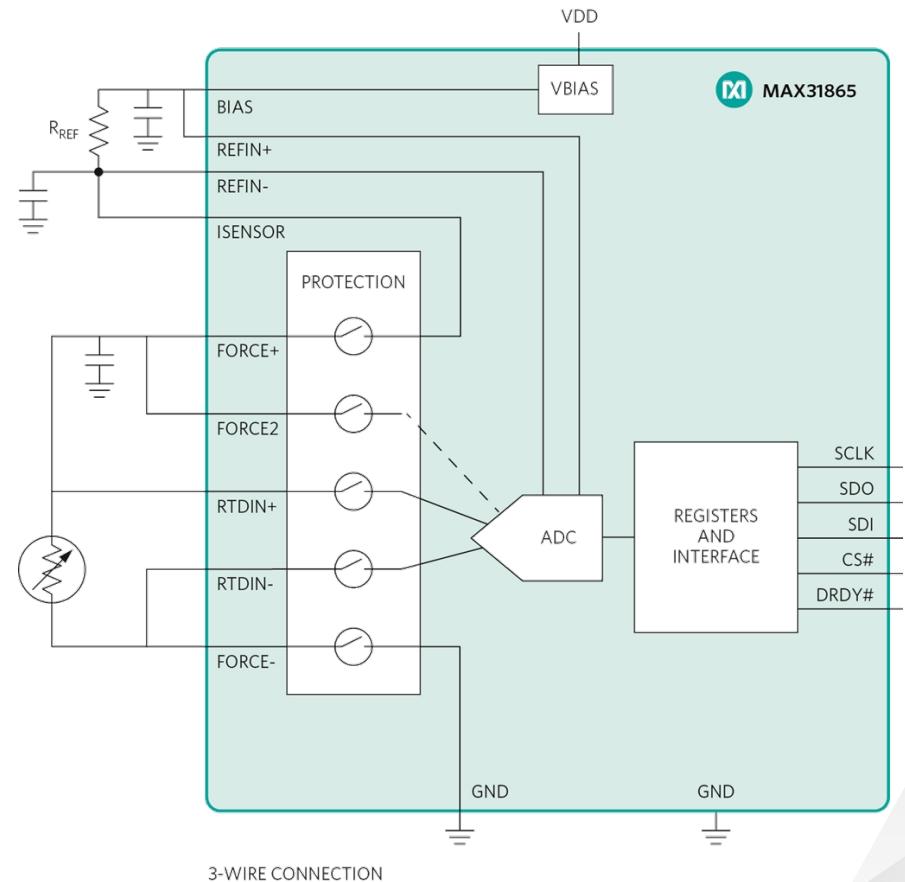 VDD
VBIAS
MAX31865
BIAS
RREF
REFIN+
REFIN-
ISENSOR
PROTECTION
FORCE+
FORCE2
RTDIN+
RTDIN-
FORCE-
ADC
REGISTERS
AND
INTERFACE
SCLK
SDO
SDI
CS#
DRDY#
GND
GND
3-WIRE CONNECTION